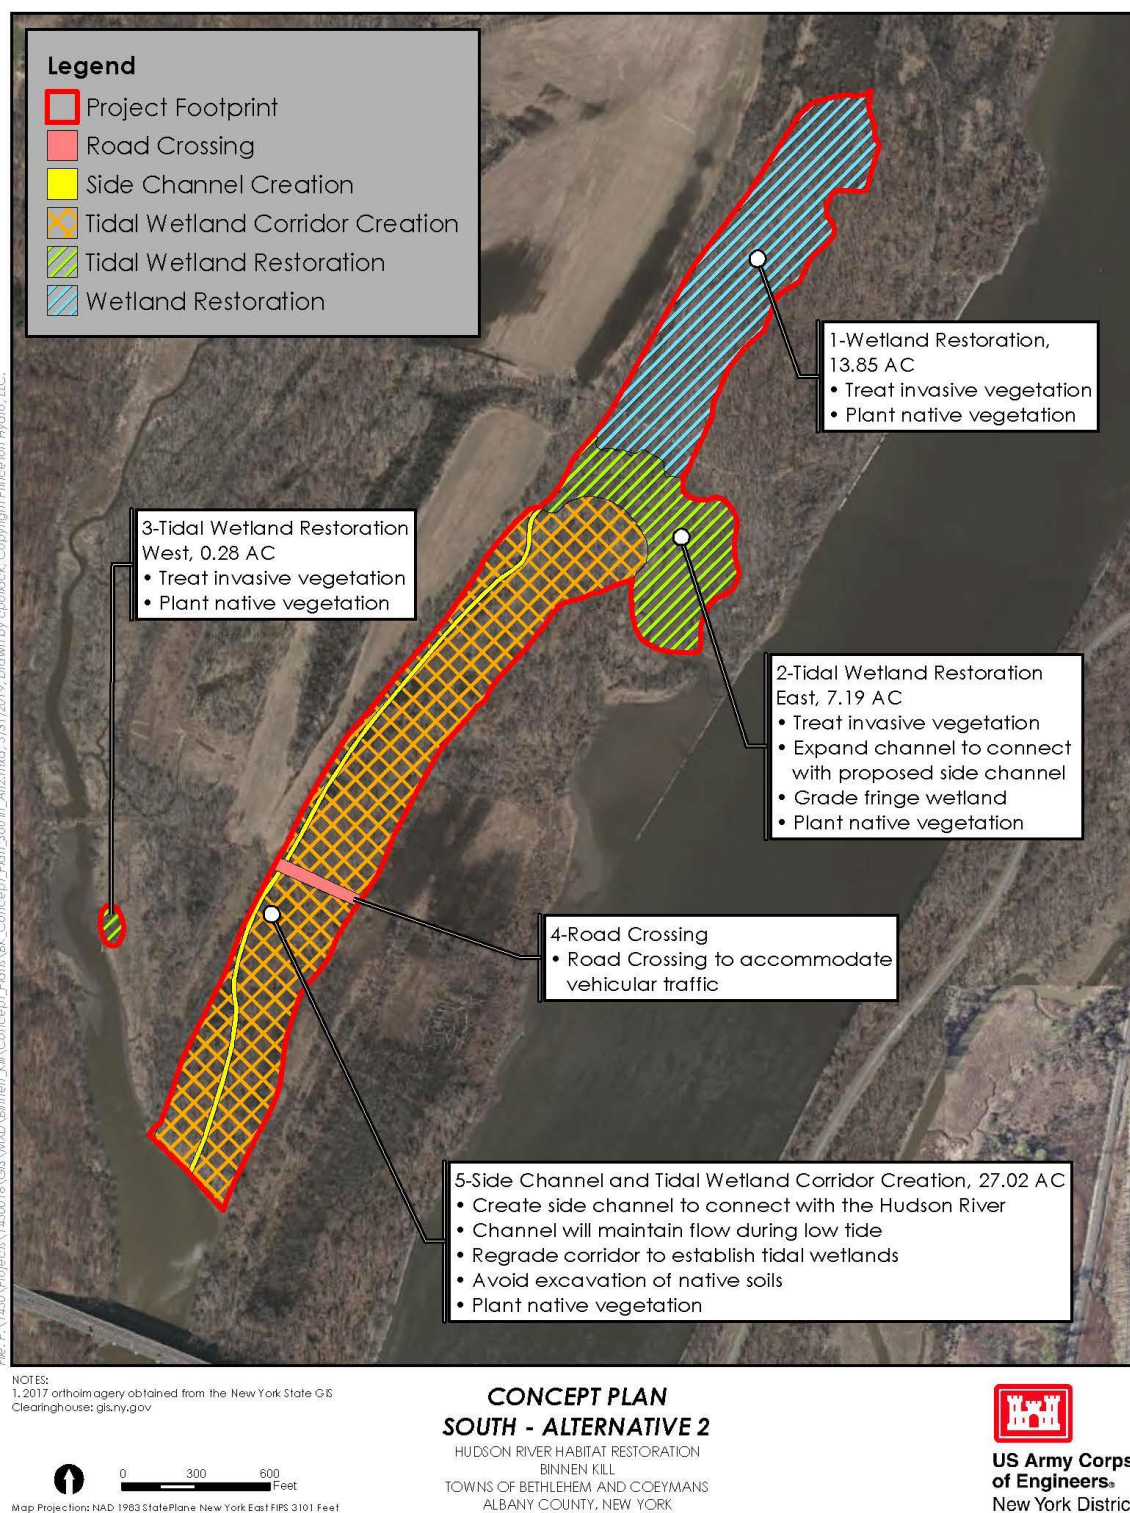 Legend
Project Footprint
Road Crossing
Side Channel Creation
Tidal Wetland Corridor Creation
Tidal Wetland Restoration
Wetland Restoration
1-Wetland Restoration,
13.85 AC
• Treat invasive vegetation
• Plant native vegetation
3-Tidal Wetland Restoration
West, 0.28 AC
• Treat invasive vegetation
• Plant native vegetation
2-Tidal Wetland Restoration
East, 7.19 AC
• Treat invasive vegetation
• Expand channel to connect
with proposed side channel
• Grade fringe wetland
• Plant native vegetation
4-Road Crossing
• Road Crossing to accommodate
vehicular traffic
5-Side Channel and Tidal Wetland Corridor Creation, 27.02 AC
• Create side channel to connect with the Hudson River
• Channel will maintain flow during low tide
• Regrade corridor to establish tidal wetlands
• Avoid excavation of native soils
• Plant native vegetation
NOTES:
1. 2017 orthoimagery obtained from the New York State GIS
Clearinghouse: gis.ny.gov
0 300 600
Feet
Map Projection: NAD 1983 StatePlane New York East FIPS 3101 Feet
CONCEPT PLAN
SOUTH - ALTERNATIVE 2
HUDSON RIVER HABITAT RESTORATION
BINNEN KILL
TOWNS OF BETHLEHEM AND COEYMANS
ALBANY COUNTY, NEW YORK
US Army Corps
of Engineers®
New York Distric